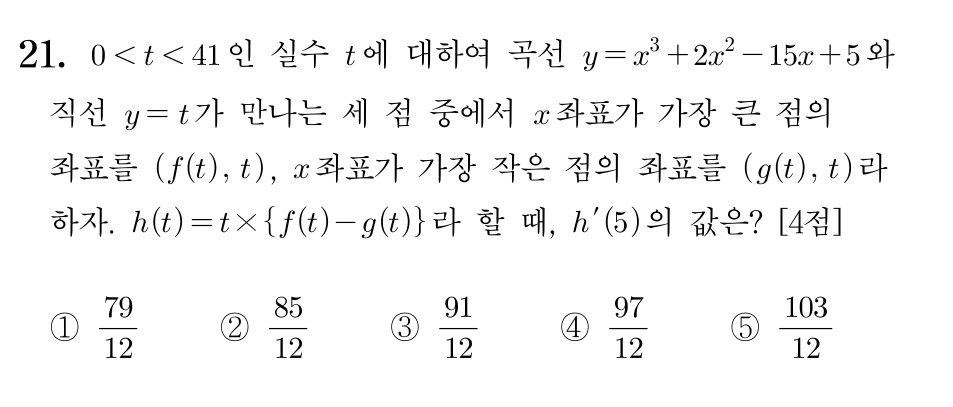 21. 0 < t < 41인 실수 t에 대하여 곡선 y = x³ + 2x² − 15x + 5와
직선 y = t가 만나는 세 점 중에서 x좌표가 가장 큰 점의
좌표를 (f(t), t), x좌표가 가장 작은 점의 좌표를 (g(t), t)라
하자. h(t) = t × {f(t) − g(t)}라 할 때, h′(5)의 값은? [4점]
① 79/12 ② 85/12 ③ 91/12 ④ 97/12 ⑤ 103/12